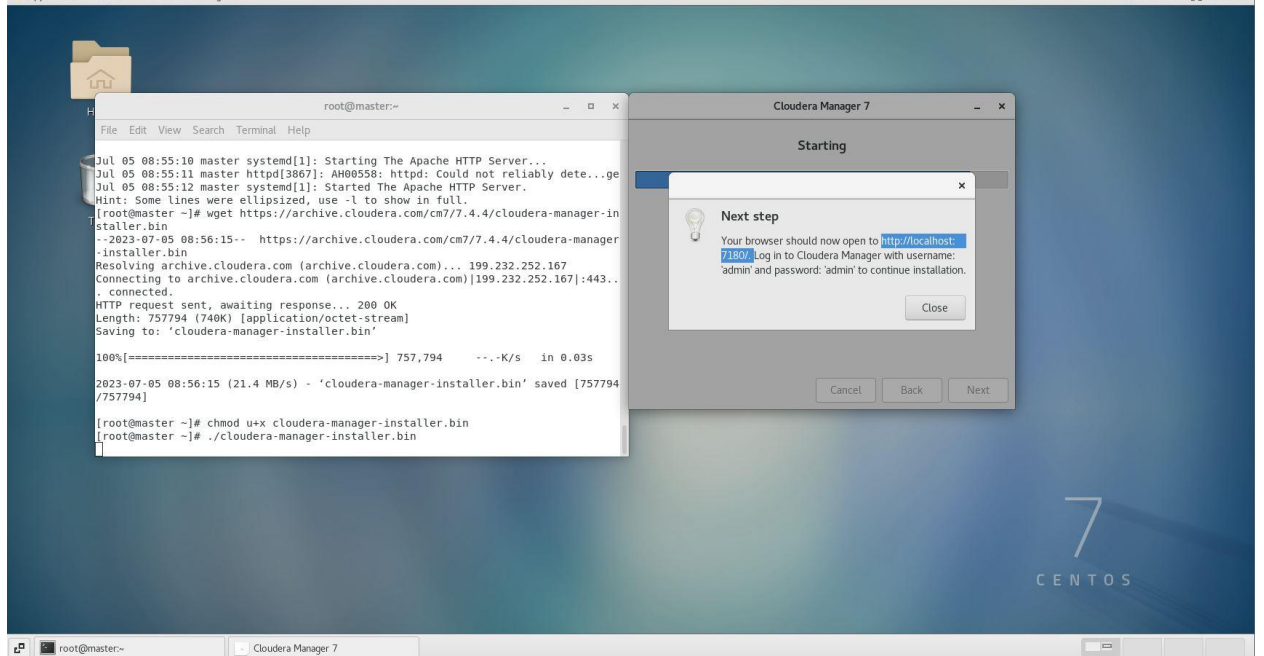 root@master:~
File Edit View Search Terminal Help
Jul 05 08:55:10 master systemd[1]: Starting The Apache HTTP Server...
Jul 05 08:55:11 master httpd[3867]: AH00558: httpd: Could not reliably dete...ge
Jul 05 08:55:12 master systemd[1]: Started The Apache HTTP Server.
Hint: Some lines were ellipsized, use -l to show in full.
[root@master ~]# wget https://archive.cloudera.com/cm7/7.4.4/cloudera-manager-in
staller.bin
--2023-07-05 08:56:15-- https://archive.cloudera.com/cm7/7.4.4/cloudera-manager
-installer.bin
Resolving archive.cloudera.com (archive.cloudera.com)... 199.232.252.167
Connecting to archive.cloudera.com (archive.cloudera.com)|199.232.252.167|:443..
. connected.
HTTP request sent, awaiting response... 200 OK
Length: 757794 (740K) [application/octet-stream]
Saving to: ‘cloudera-manager-installer.bin’
100%[======================================>] 757,794 --.-K/s in 0.03s
2023-07-05 08:56:15 (21.4 MB/s) - ‘cloudera-manager-installer.bin’ saved [757794
/757794]
[root@master ~]# chmod u+x cloudera-manager-installer.bin
[root@master ~]# ./cloudera-manager-installer.bin
Cloudera Manager 7
Starting
Next step
Your browser should now open to http://localhost:
7180/. Log in to Cloudera Manager with username:
'admin' and password: 'admin' to continue installation.
Close
Cancel Back Next
7
CENTOS
root@master:~
Cloudera Manager 7